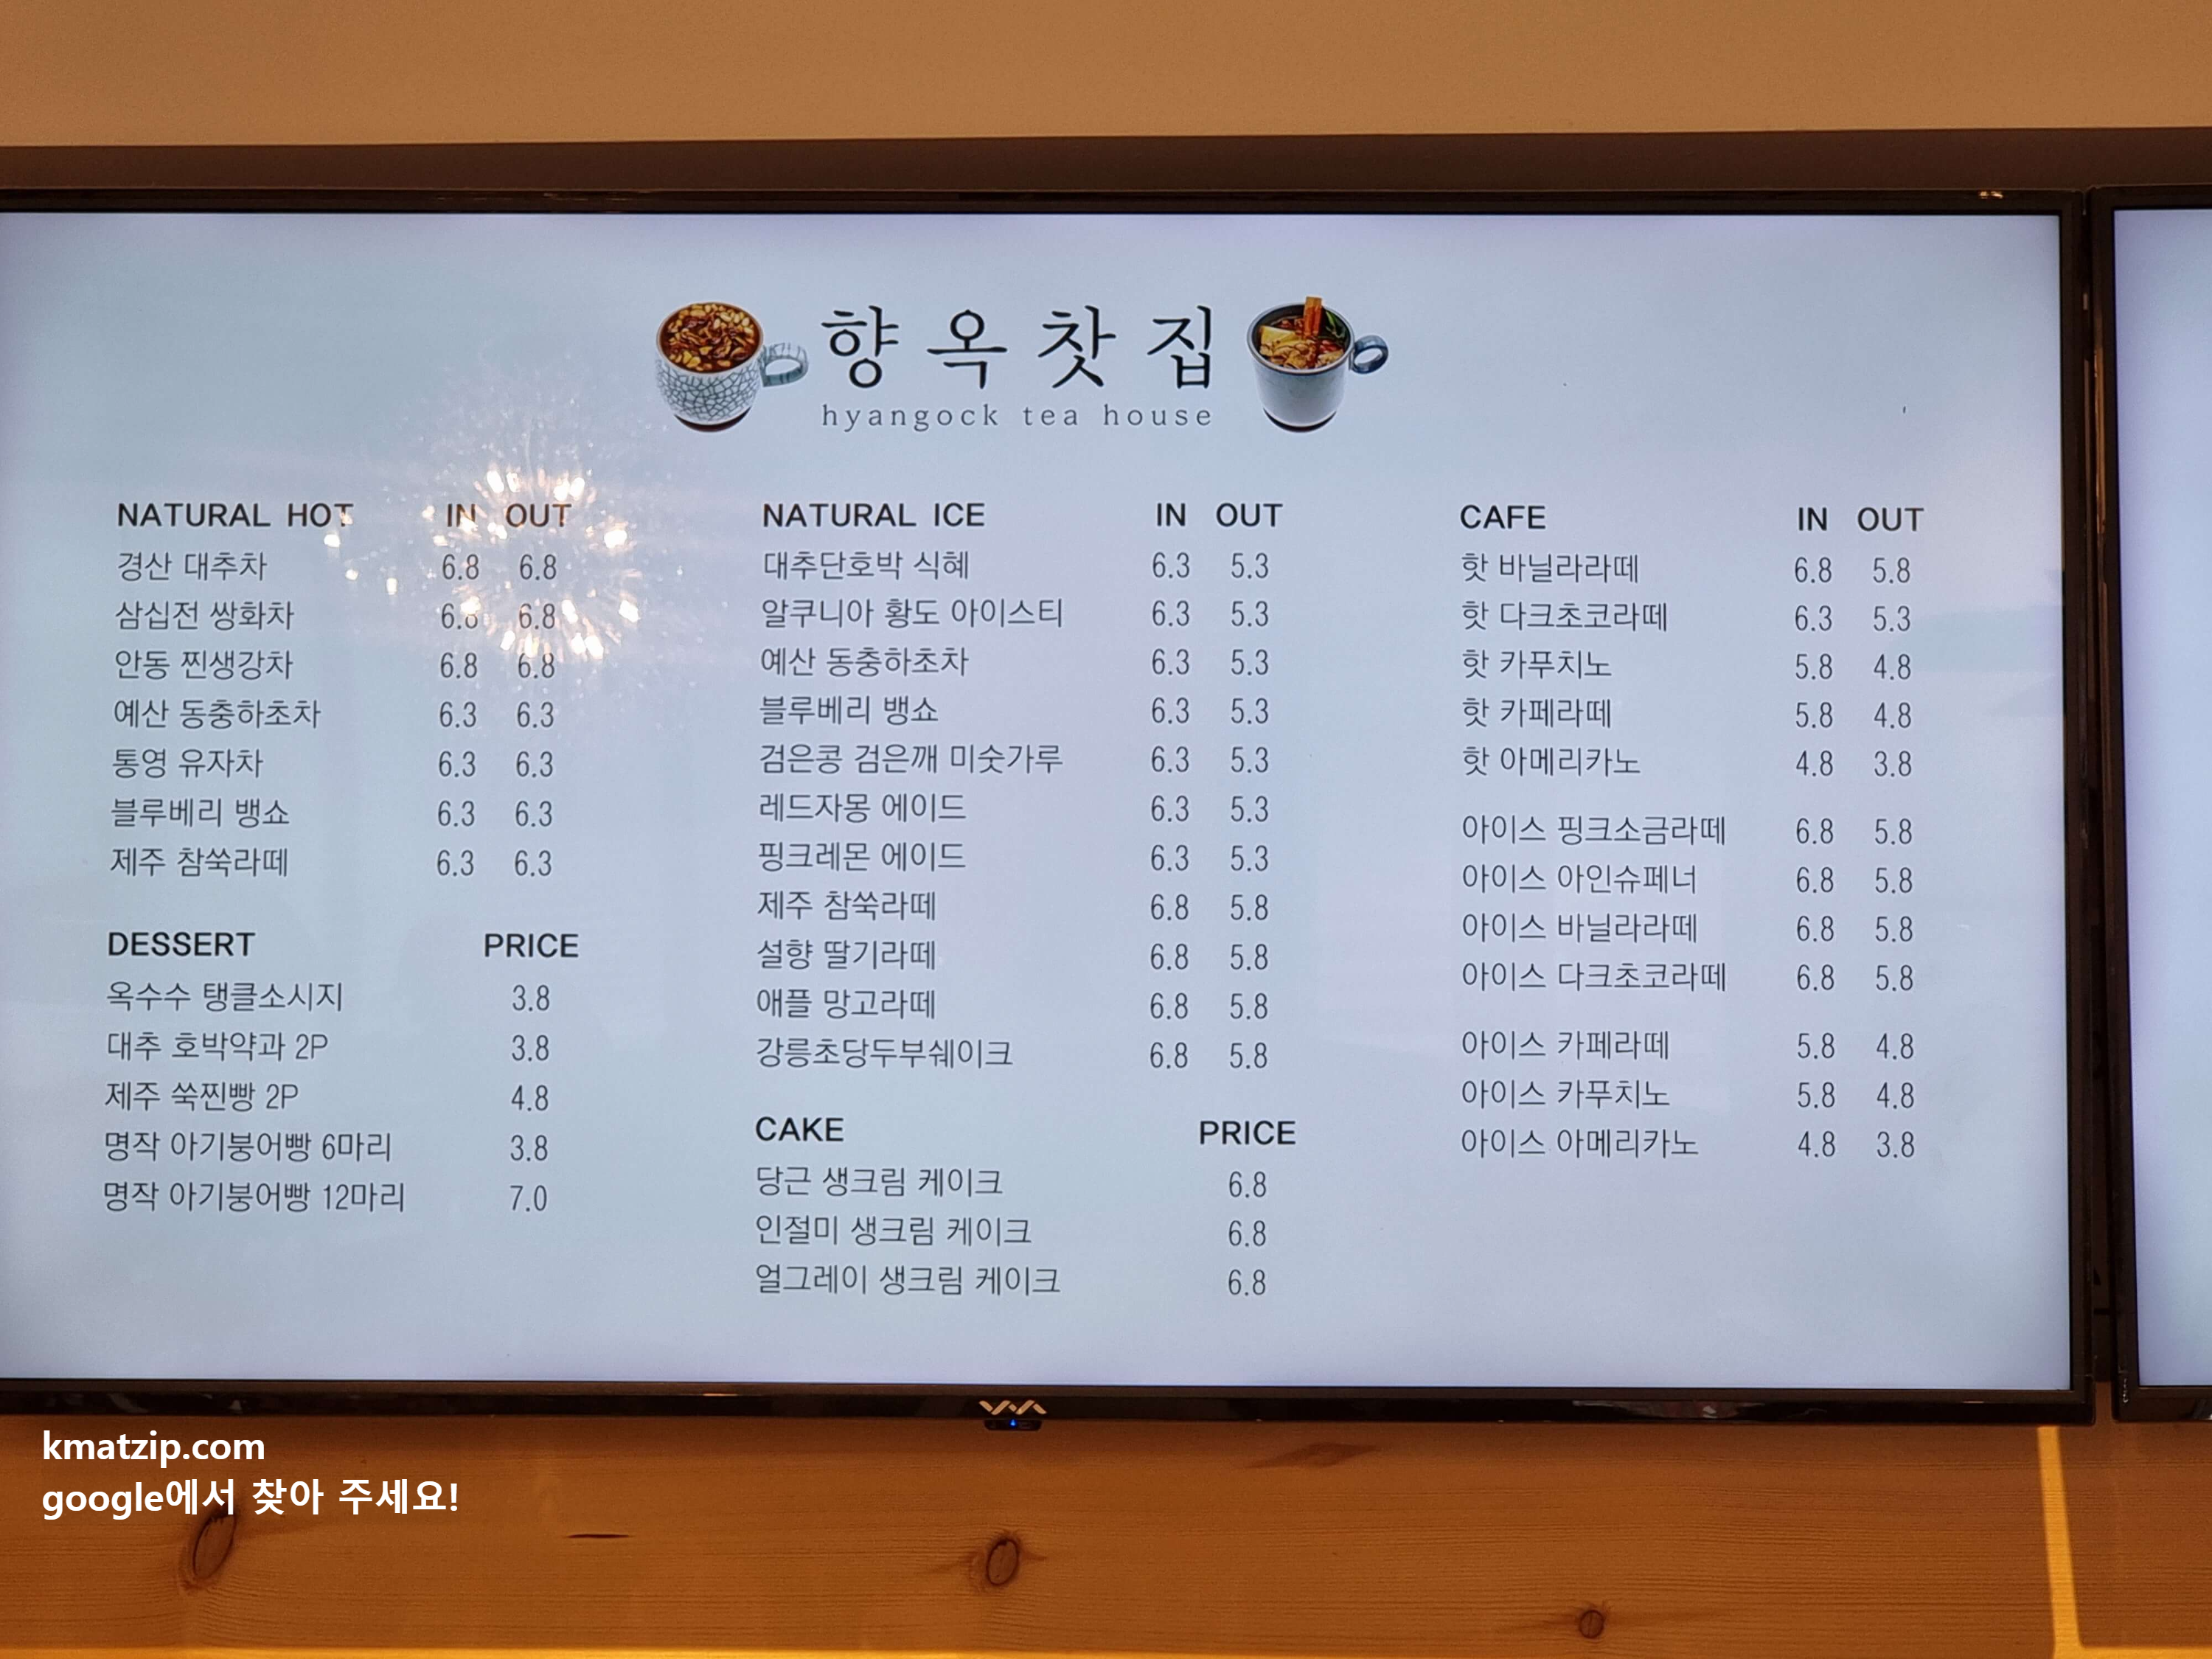 향옥찻집
hyangock tea house
NATURAL HOT IN OUT
경산 대추차 6.8 6.8
삼십전 쌍화차 6.8 6.8
안동 찐생강차 6.8 6.8
예산 동충하초차 6.3 6.3
통영 유자차 6.3 6.3
블루베리 뱅쇼 6.3 6.3
제주 참쑥라떼 6.3 6.3
DESSERT PRICE
옥수수 탱클소시지 3.8
대추 호박약과 2P 3.8
제주 쑥찐빵 2P 4.8
명작 아기붕어빵 6마리 3.8
명작 아기붕어빵 12마리 7.0
NATURAL ICE IN OUT
대추단호박 식혜 6.3 5.3
알쿠니아 황도 아이스티 6.3 5.3
예산 동충하초차 6.3 5.3
블루베리 뱅쇼 6.3 5.3
검은콩 검은깨 미숫가루 6.3 5.3
레드자몽 에이드 6.3 5.3
핑크레몬 에이드 6.3 5.3
제주 참쑥라떼 6.8 5.8
설향 딸기라떼 6.8 5.8
애플 망고라떼 6.8 5.8
강릉초당두부쉐이크 6.8 5.8
CAKE PRICE
당근 생크림 케이크 6.8
인절미 생크림 케이크 6.8
얼그레이 생크림 케이크 6.8
CAFE IN OUT
핫 바닐라라떼 6.8 5.8
핫 다크초코라떼 6.3 5.3
핫 카푸치노 5.8 4.8
핫 카페라떼 5.8 4.8
핫 아메리카노 4.8 3.8
아이스 핑크소금라떼 6.8 5.8
아이스 아인슈페너 6.8 5.8
아이스 바닐라라떼 6.8 5.8
아이스 다크초코라떼 6.8 5.8
아이스 카페라떼 5.8 4.8
아이스 카푸치노 5.8 4.8
아이스 아메리카노 4.8 3.8
kmatzip.com
google에서 찾아 주세요!